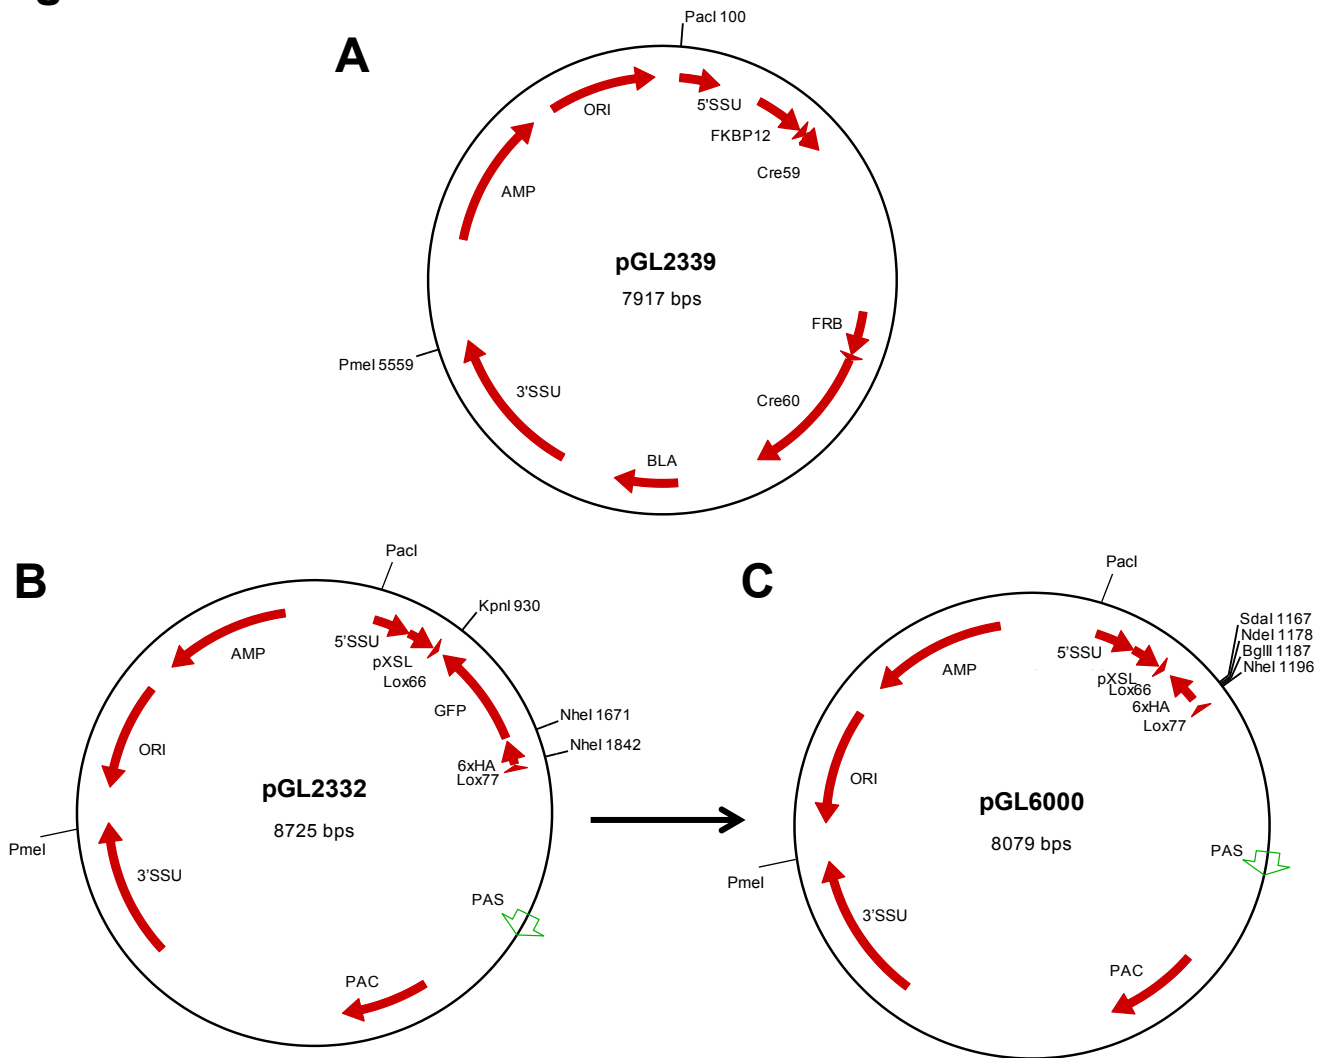 A
PacI 100
5'SSU
ORI
FKBP12
Cre59
AMP
pGL2339
7917 bps
FRB
PmeI 5559
3'SSU
Cre60
BLA
B
PacI
KpnI 930
5'SSU
AMP
pXSL
Lox66
GFP
NheI 1671
NheI 1842
ORI
6xHA
Lox77
pGL2332
8725 bps
PmeI
3'SSU
PAS
PAC
C
PacI
SdaI 1167
NdeI 1178
BglII 1187
NheI 1196
5'SSU
AMP
pXSL
Lox66
6xHA
Lox77
ORI
pGL6000
8079 bps
PAS
PmeI
3'SSU
PAC